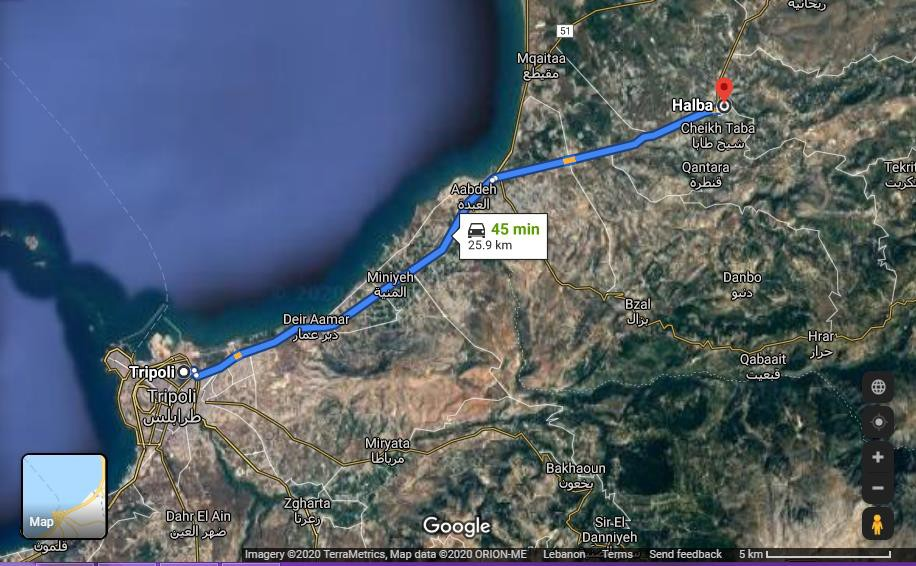 ريحانية
51
Mqaitaa
مقيطع
Halba
Cheikh Taba
شيخ طابا
Qantara
قنطره
Tekrit
تكريت
Aabdeh
العبدة
45 min
25.9 km
Miniyeh
المنية
Danbo
دنبو
Bzal
بزال
Deir Aamar
دير عمار
Hrar
حرار
Qabaait
قبعيت
Tripoli
Tripoli
طرابلس
Miryata
مرياطا
Bakhaoun
بخعون
Zgharta
زغرتا
Dahr El Ain
ضهر العين
Sir-El-
Danniyeh
Map
قلموت
Google
Imagery ©2020 TerraMetrics, Map data ©2020 ORION-ME Lebanon Terms Send feedback 5 km